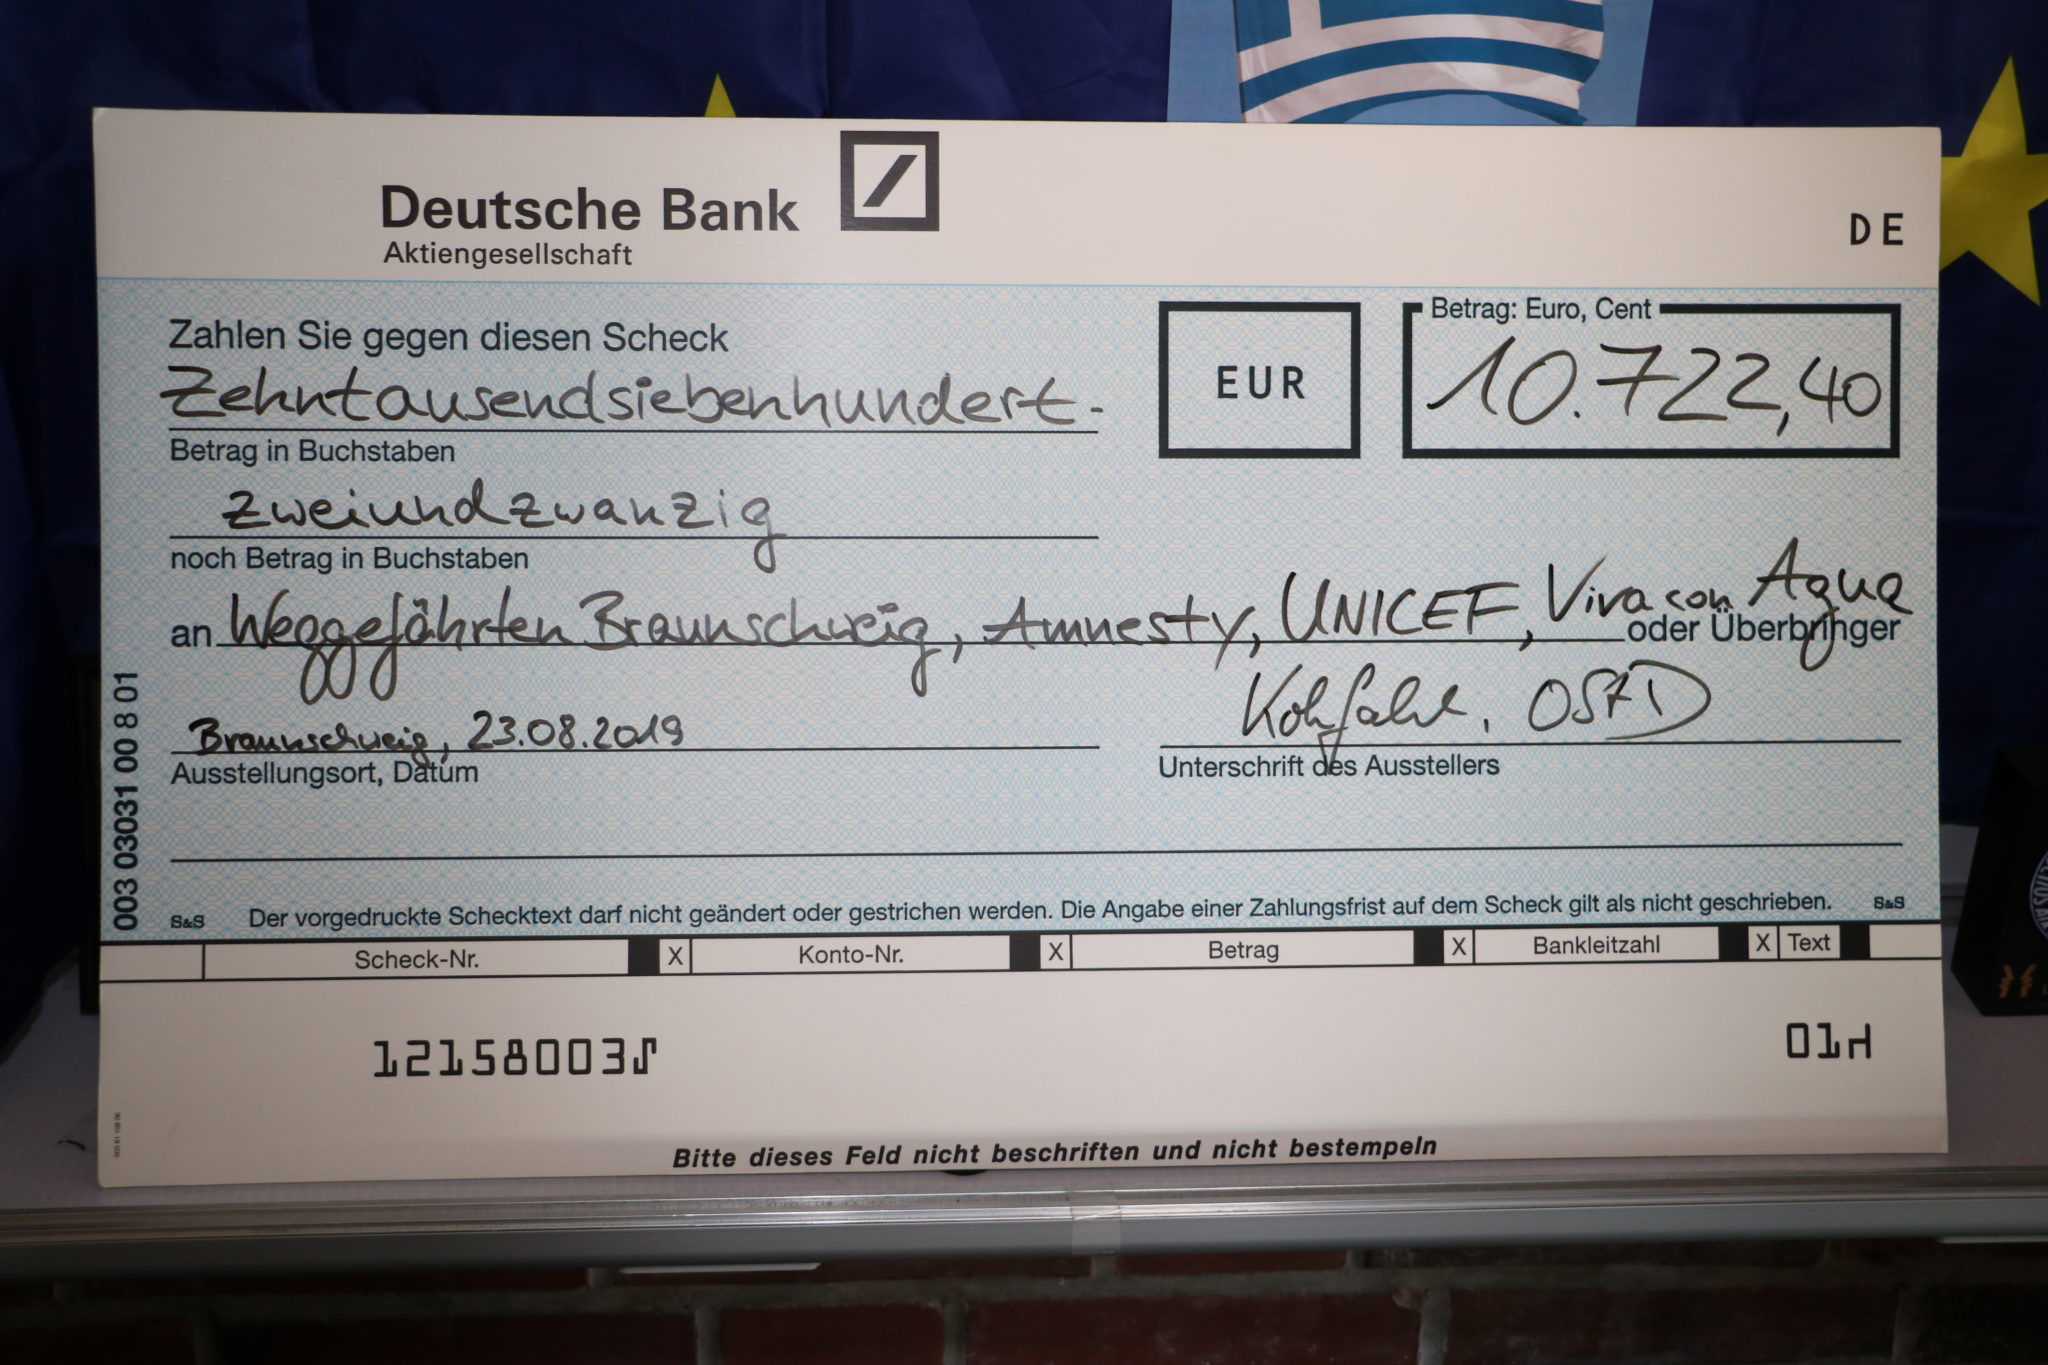 Deutsche Bank
Aktiengesellschaft
DE
Zahlen Sie gegen diesen Scheck
Zehntausendsiebenhundert-
Betrag in Buchstaben
EUR
Betrag: Euro, Cent
10.722,40
zweiundzwanzig
noch Betrag in Buchstaben
an Weggefährten Braunschweig, Amnesty, UNICEF, Viva con Agua
oder Überbringer
Braunschweig, 23.08.2019
Ausstellungsort, Datum
Kohfahl, OStD
Unterschrift des Ausstellers
003 03031 00 8 01
S&S Der vorgedruckte Schecktext darf nicht geändert oder gestrichen werden. Die Angabe einer Zahlungsfrist auf dem Scheck gilt als nicht geschrieben. S&S
Scheck-Nr. X Konto-Nr. X Betrag X Bankleitzahl X Text
12158003⑀
01⑁
Bitte dieses Feld nicht beschriften und nicht bestempeln